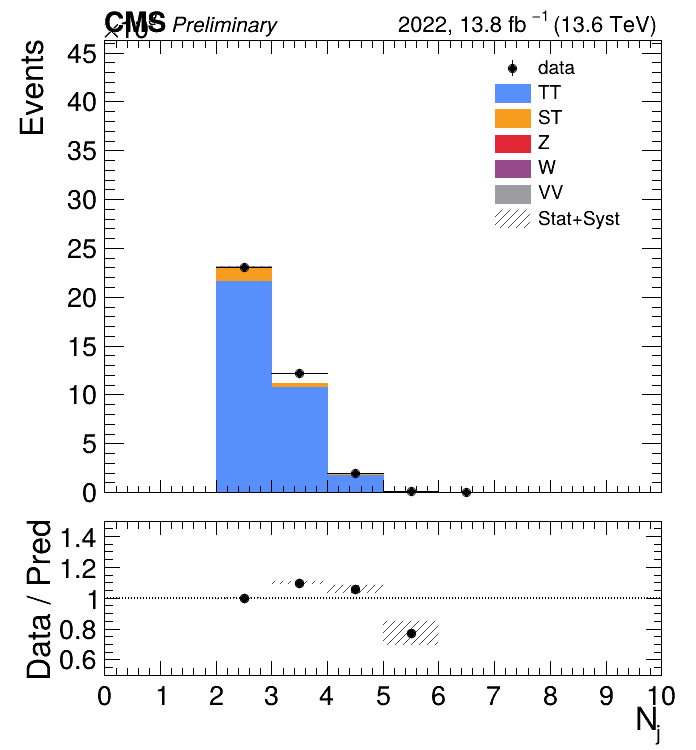 CMS Preliminary 2022, 13.8 fb⁻¹ (13.6 TeV)
Events
45
40
35
30
25
20
15
10
5
0
data
TT
ST
Z
W
VV
Stat+Syst
Data / Pred
1.4
1.2
1
0.8
0.6
0 1 2 3 4 5 6 7 8 9 10
Nj